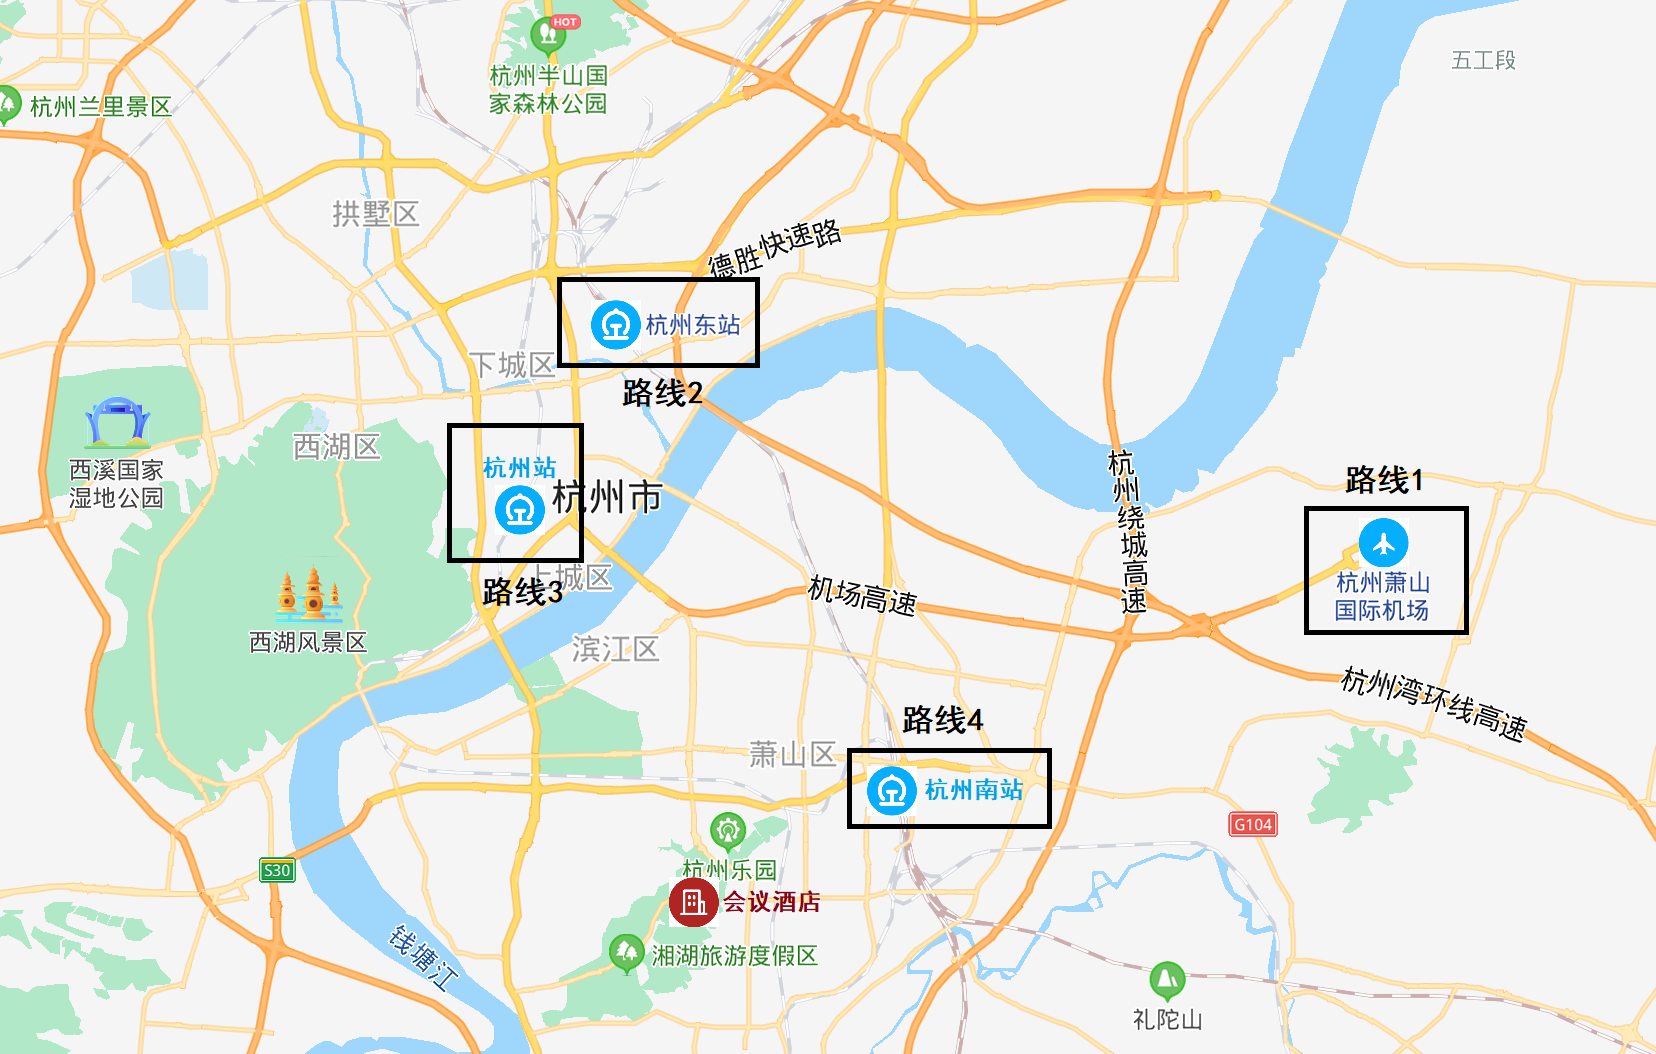 HOT
杭州半山国
家森林公园
五工段
杭州兰里景区
拱墅区
德胜快速路
杭州东站
下城区
路线2
西湖区
杭州站
杭州市
西溪国家
湿地公园
杭州绕城高速
路线1
杭州萧山
国际机场
上城区
路线3
机场高速
西湖风景区
滨江区
杭州湾环线高速
路线4
萧山区
杭州南站
G104
杭州乐园
S30
会议酒店
钱塘江
湘湖旅游度假区
礼陀山